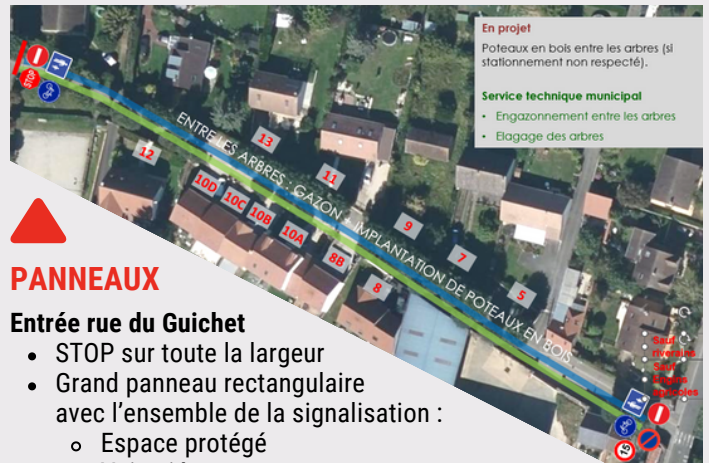 En projet
Poteaux en bois entre les arbres (si
stationnement non respecté).
Service technique municipal
• Engazonnement entre les arbres
• Elagage des arbres
STOP
ENTRE LES ARBRES : GAZON + IMPLANTATION DE POTEAUX EN BOIS
12
13
11
10D
10C
10B
10A
8B
8
9
7
5
Sauf
riverains
Sauf
Engins
agricoles
15
PANNEAUX
Entrée rue du Guichet
• STOP sur toute la largeur
• Grand panneau rectangulaire
avec l’ensemble de la signalisation :
Espace protégé